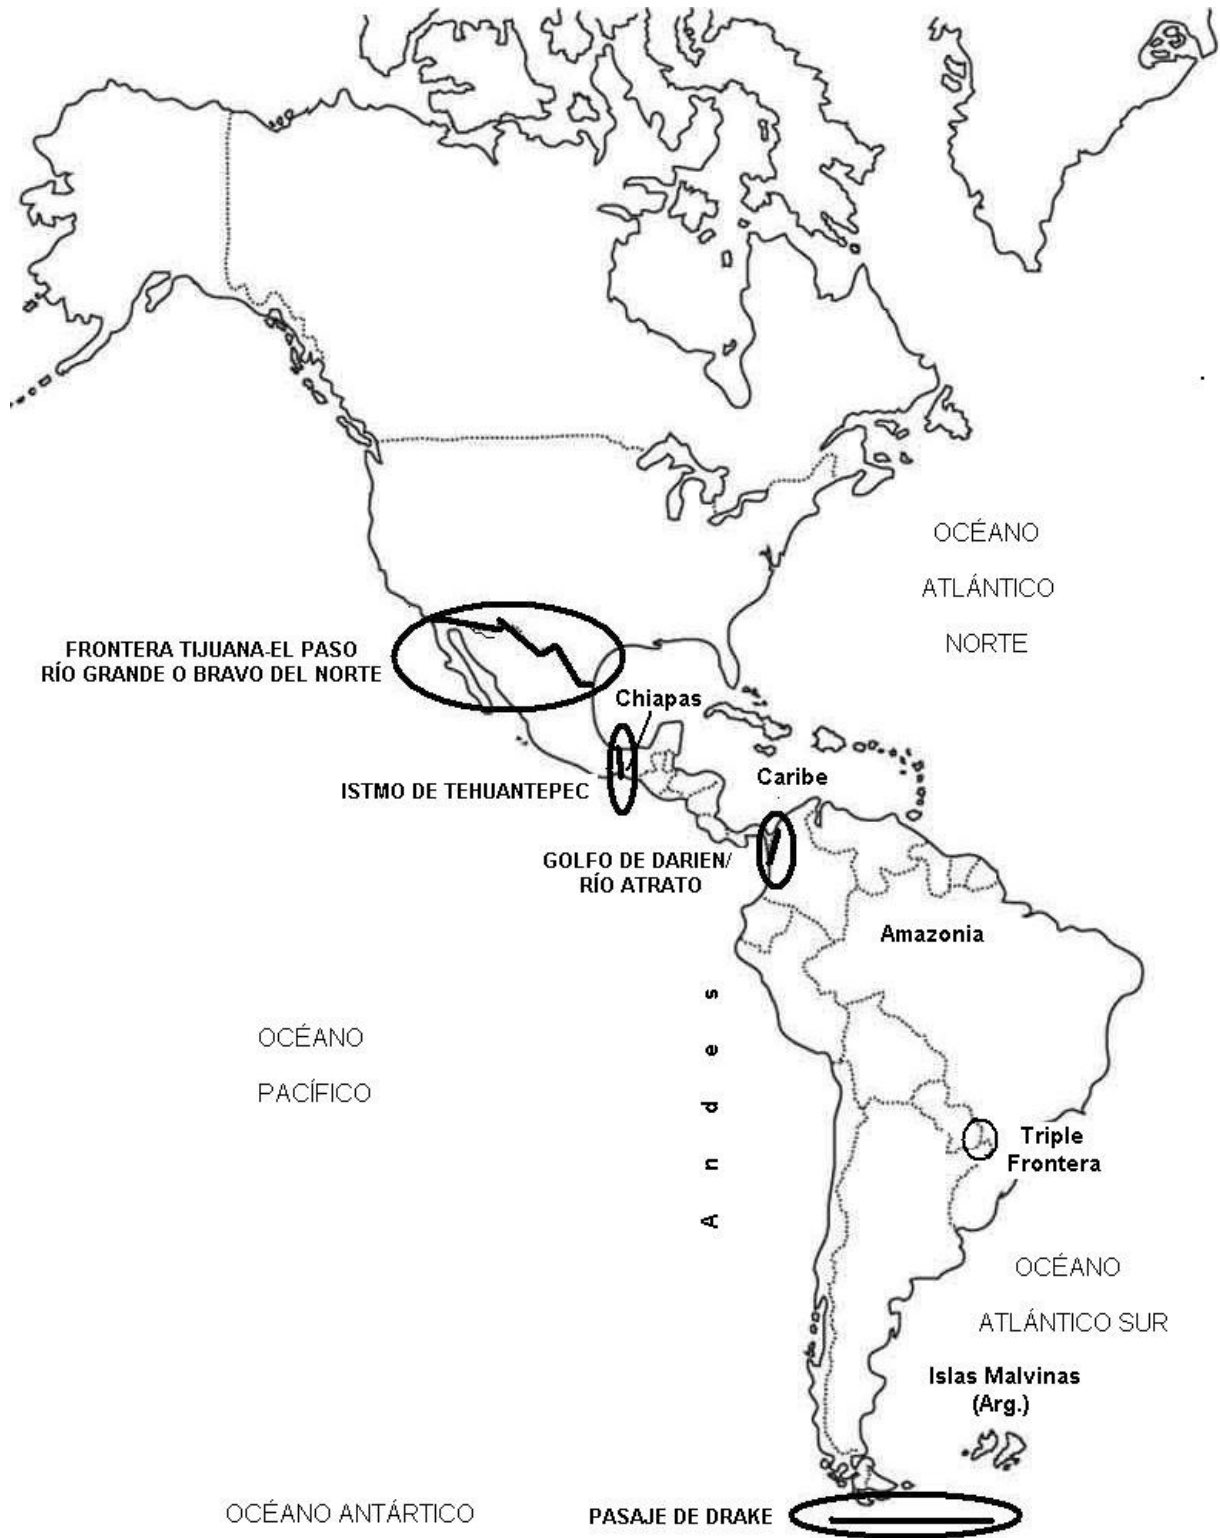 OCÉANO
ATLÁNTICO
NORTE
FRONTERA TIJUANA-EL PASO
RÍO GRANDE O BRAVO DEL NORTE
Chiapas
Caribe
ISTMO DE TEHUANTEPEC
GOLFO DE DARIEN/
RÍO ATRATO
Amazonia
Andes
OCÉANO
PACÍFICO
Triple
Frontera
OCÉANO
ATLÁNTICO SUR
Islas Malvinas
(Arg.)
OCÉANO ANTÁRTICO
PASAJE DE DRAKE